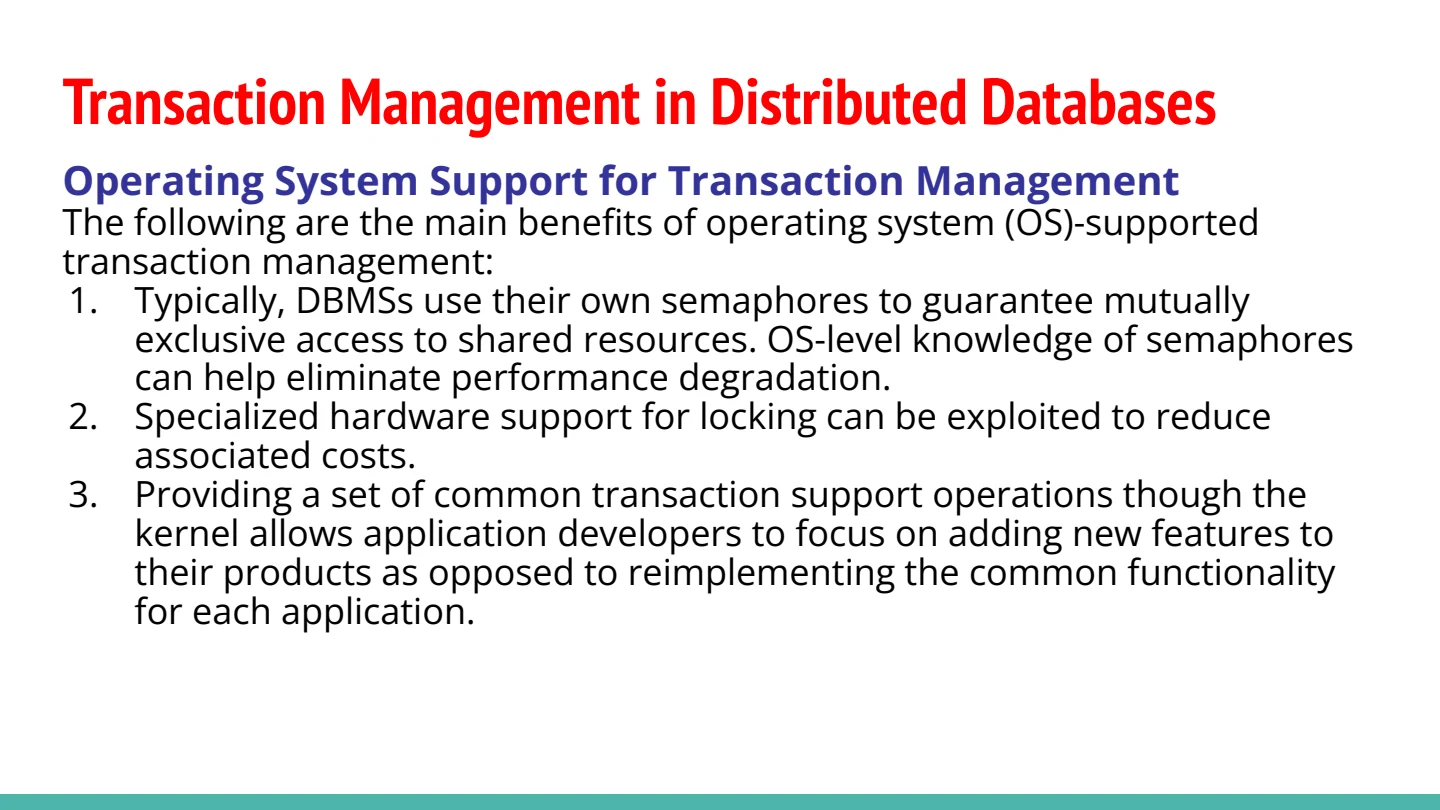 Transaction Management in Distributed Databases
Operating System Support for Transaction Management
The following are the main benefits of operating system (OS)-supported
transaction management:
1. Typically, DBMSs use their own semaphores to guarantee mutually
exclusive access to shared resources. OS-level knowledge of semaphores
can help eliminate performance degradation.
2. Specialized hardware support for locking can be exploited to reduce
associated costs.
3. Providing a set of common transaction support operations though the
kernel allows application developers to focus on adding new features to
their products as opposed to reimplementing the common functionality
for each application.